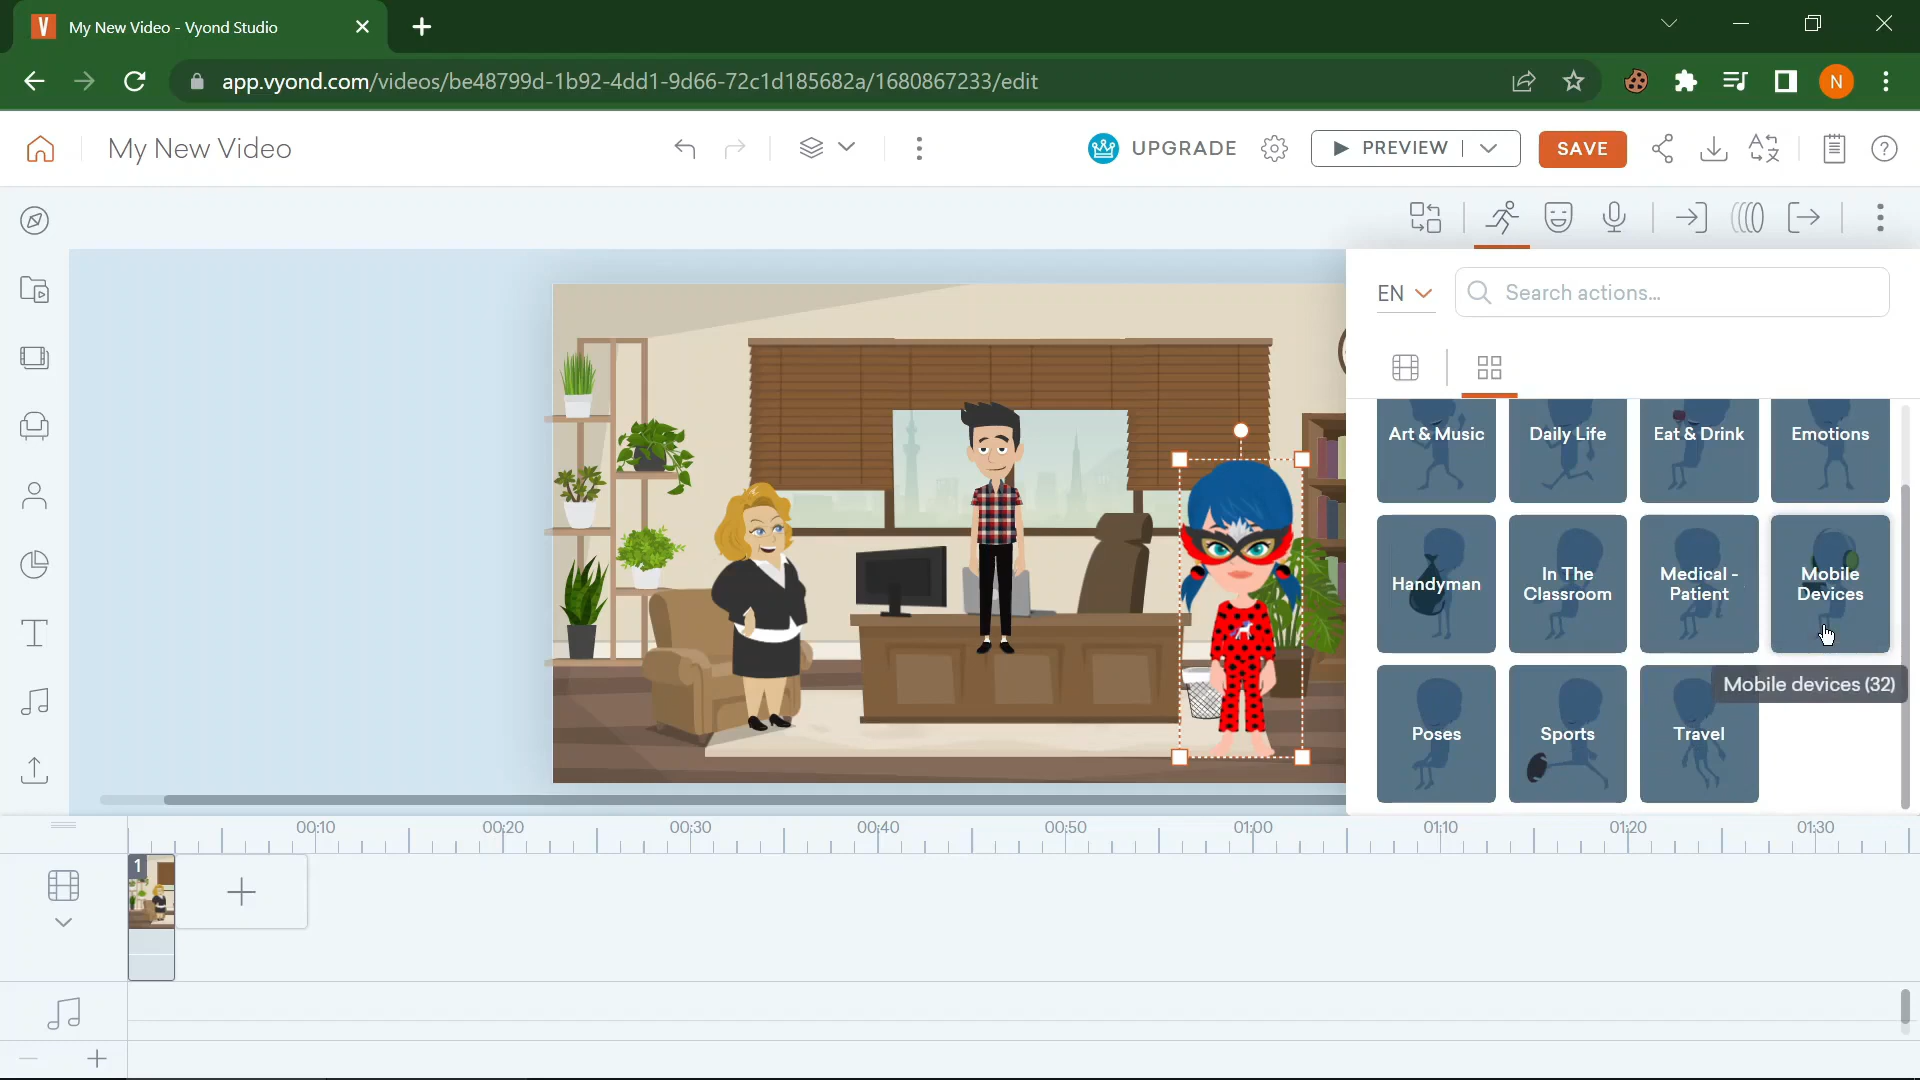 My New Video - Vyond Studio
app.vyond.com/videos/be48799d-1b92-4dd1-9d66-72c1d185682a/1680867233/edit
N
My New Video
UPGRADE
PREVIEW
SAVE
EN
Search actions...
Art & Music
Daily Life
Eat & Drink
Emotions
Handyman
In The
Classroom
Medical -
Patient
Mobile
Devices
Mobile devices (32)
Poses
Sports
Travel
00:10
00:20
00:30
00:40
00:50
01:00
01:10
01:20
01:30
1